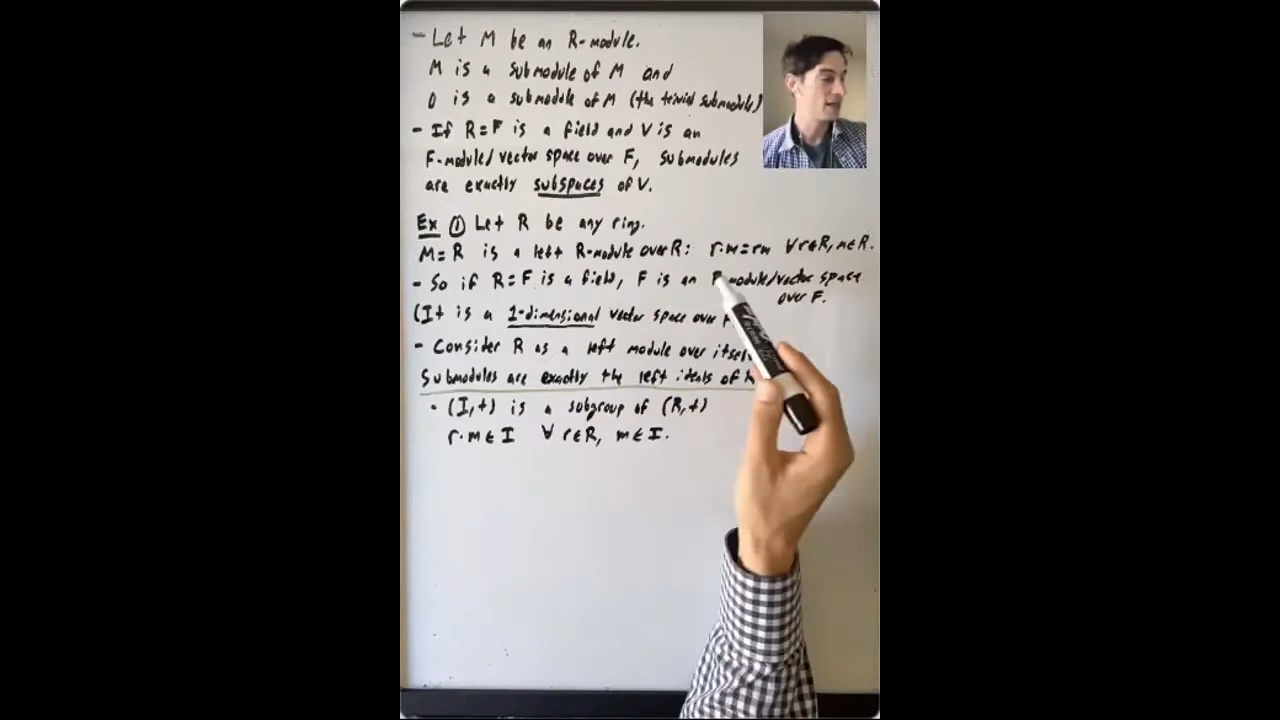 - Let M be an R-module.
M is a submodule of M and
0 is a submodule of M (the trivial submodule)
- If R=F is a field and V is an
F-module/vector space over F, submodules
are exactly subspaces of V.
Ex ① Let R be any ring.
M=R is a left R-module over R: r·m=rm ∀r∈R, m∈R.
- So if R=F is a field, F is an F-module/vector space
over F.
(It is a 1-dimensional vector space over F
- Consider R as a left module over itself
Submodules are exactly the left ideals of
• (I,+) is a subgroup of (R,+)
r·m∈I ∀r∈R, m∈I.